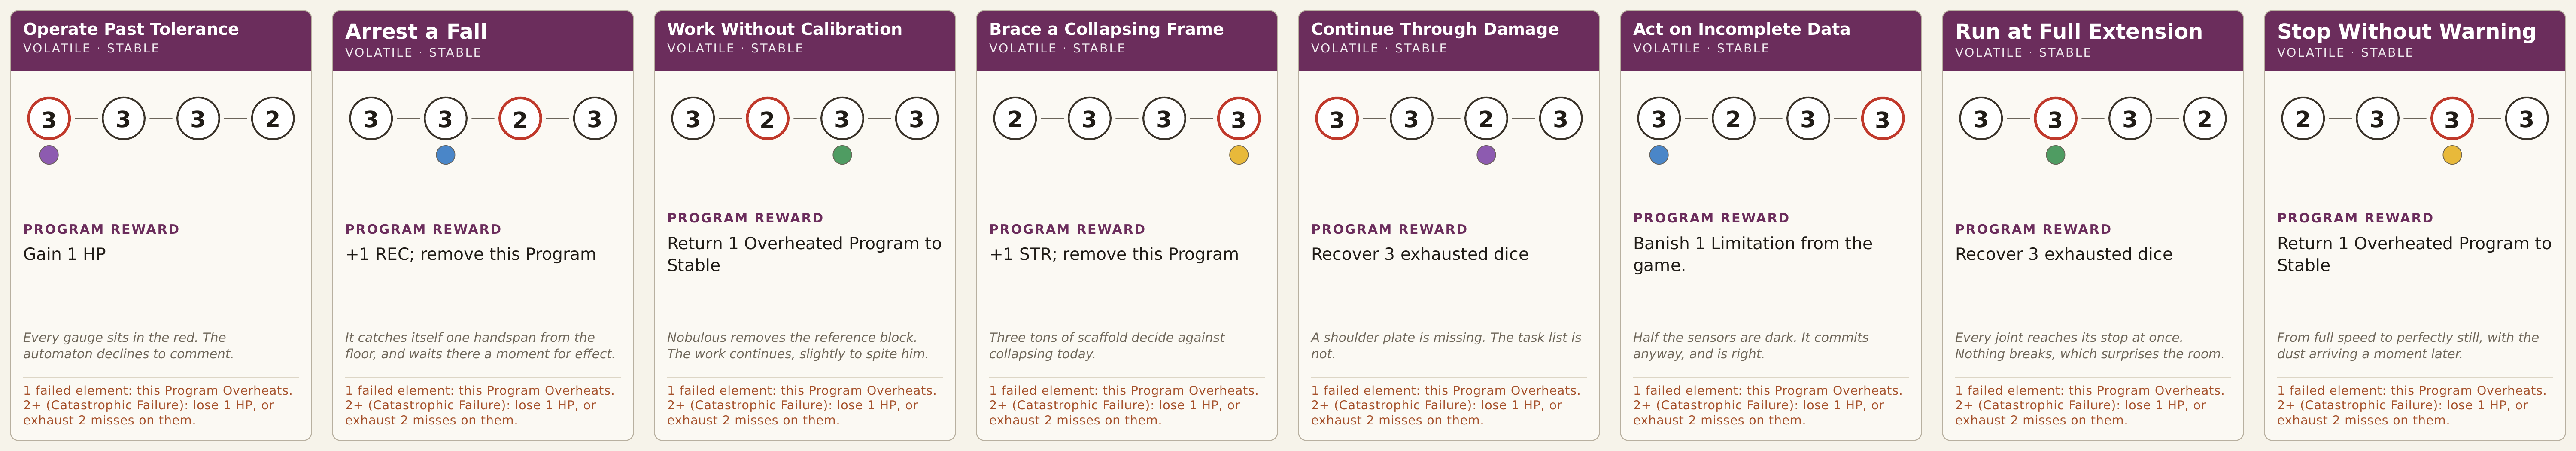 Operate Past Tolerance
VOLATILE · STABLE
3 3 3 2
PROGRAM REWARD
Gain 1 HP
Every gauge sits in the red. The
automaton declines to comment.
1 failed element: this Program Overheats.
2+ (Catastrophic Failure): lose 1 HP, or
exhaust 2 misses on them.
Arrest a Fall
VOLATILE · STABLE
3 3 2 3
PROGRAM REWARD
+1 REC; remove this Program
It catches itself one handspan from the
floor, and waits there a moment for effect.
1 failed element: this Program Overheats.
2+ (Catastrophic Failure): lose 1 HP, or
exhaust 2 misses on them.
Work Without Calibration
VOLATILE · STABLE
3 2 3 3
PROGRAM REWARD
Return 1 Overheated Program to
Stable
Nobulous removes the reference block.
The work continues, slightly to spite him.
1 failed element: this Program Overheats.
2+ (Catastrophic Failure): lose 1 HP, or
exhaust 2 misses on them.
Brace a Collapsing Frame
VOLATILE · STABLE
2 3 3 3
PROGRAM REWARD
+1 STR; remove this Program
Three tons of scaffold decide against
collapsing today.
1 failed element: this Program Overheats.
2+ (Catastrophic Failure): lose 1 HP, or
exhaust 2 misses on them.
Continue Through Damage
VOLATILE · STABLE
3 3 2 3
PROGRAM REWARD
Recover 3 exhausted dice
A shoulder plate is missing. The task list is
not.
1 failed element: this Program Overheats.
2+ (Catastrophic Failure): lose 1 HP, or
exhaust 2 misses on them.
Act on Incomplete Data
VOLATILE · STABLE
3 2 3 3
PROGRAM REWARD
Banish 1 Limitation from the
game.
Half the sensors are dark. It commits
anyway, and is right.
1 failed element: this Program Overheats.
2+ (Catastrophic Failure): lose 1 HP, or
exhaust 2 misses on them.
Run at Full Extension
VOLATILE · STABLE
3 3 3 2
PROGRAM REWARD
Recover 3 exhausted dice
Every joint reaches its stop at once.
Nothing breaks, which surprises the room.
1 failed element: this Program Overheats.
2+ (Catastrophic Failure): lose 1 HP, or
exhaust 2 misses on them.
Stop Without Warning
VOLATILE · STABLE
2 3 3 3
PROGRAM REWARD
Return 1 Overheated Program to
Stable
From full speed to perfectly still, with the
dust arriving a moment later.
1 failed element: this Program Overheats.
2+ (Catastrophic Failure): lose 1 HP, or
exhaust 2 misses on them.